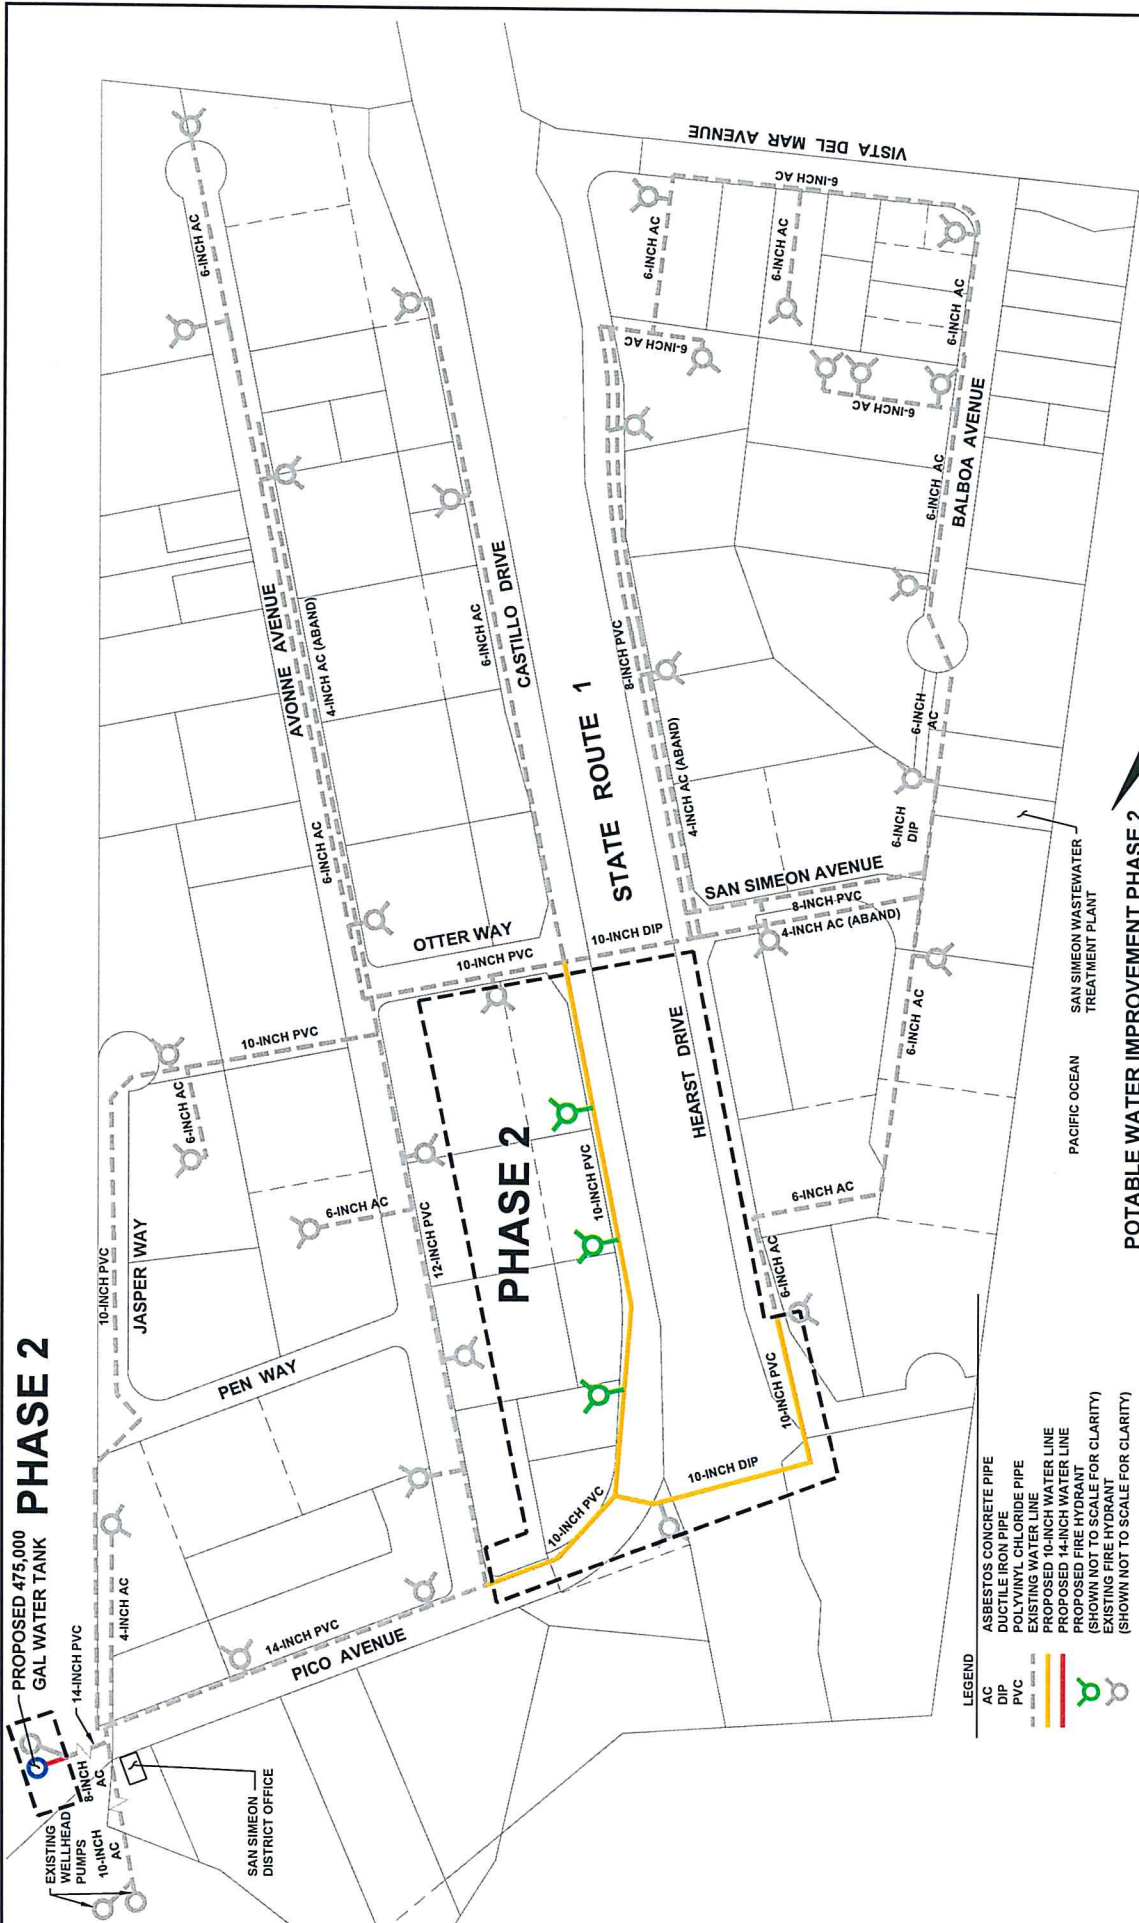 PROPOSED 475,000
GAL WATER TANK
PHASE 2
14-INCH PVC
8-INCH
AC
EXISTING
WELLHEAD
PUMPS
10-INCH
AC
SAN SIMEON
DISTRICT OFFICE
4-INCH AC
14-INCH PVC
PICO AVENUE
PEN WAY
10-INCH PVC
JASPER WAY
6-INCH AC
10-INCH PVC
6-INCH AC
12-INCH PVC
PHASE 2
10-INCH PVC
10-INCH PVC
10-INCH DIP
10-INCH PVC
6-INCH AC
6-INCH AC
HEARST DRIVE
OTTER WAY
10-INCH PVC
10-INCH DIP
6-INCH AC
AVONNE AVENUE
4-INCH AC (ABAND)
6-INCH AC
6-INCH AC
CASTILLO DRIVE
STATE ROUTE 1
8-INCH PVC
4-INCH AC (ABAND)
SAN SIMEON AVENUE
8-INCH PVC
4-INCH AC (ABAND)
6-INCH AC
6-INCH
DIP
6-INCH
AC
6-INCH AC
BALBOA AVENUE
6-INCH AC
6-INCH AC
6-INCH AC
6-INCH AC
6-INCH AC
6-INCH AC
VISTA DEL MAR AVENUE
PACIFIC OCEAN
SAN SIMEON WASTEWATER
TREATMENT PLANT
LEGEND
AC ASBESTOS CONCRETE PIPE
DIP DUCTILE IRON PIPE
PVC POLYVINYL CHLORIDE PIPE
EXISTING WATER LINE
PROPOSED 10-INCH WATER LINE
PROPOSED 14-INCH WATER LINE
PROPOSED FIRE HYDRANT
(SHOWN NOT TO SCALE FOR CLARITY)
EXISTING FIRE HYDRANT
(SHOWN NOT TO SCALE FOR CLARITY)
POTABLE WATER IMPROVEMENT PHASE 2